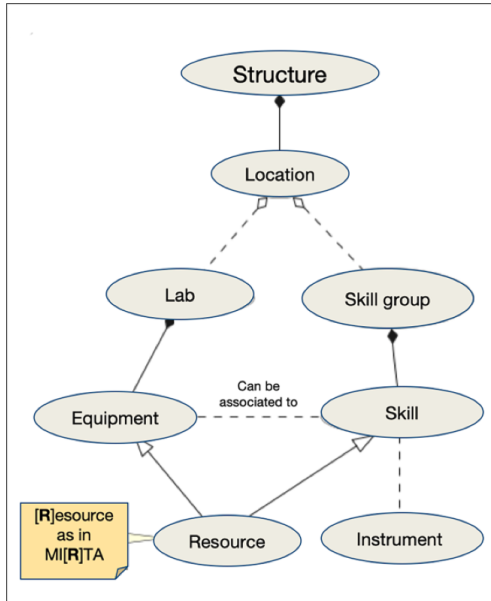 Structure
Location
Lab
Skill group
Can be
associated to
Equipment
Skill
[R]esource
as in
MI[R]TA
Resource
Instrument